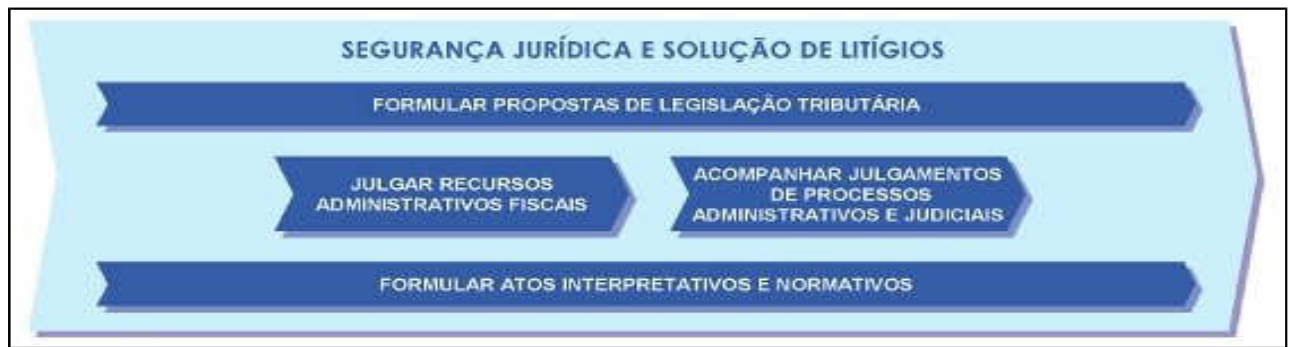 SEGURANÇA JURÍDICA E SOLUÇÃO DE LITÍGIOS
FORMULAR PROPOSTAS DE LEGISLAÇÃO TRIBUTÁRIA
JULGAR RECURSOS
ADMINISTRATIVOS FISCAIS
ACOMPANHAR JULGAMENTOS
DE PROCESSOS
ADMINISTRATIVOS E JUDICIAIS
FORMULAR ATOS INTERPRETATIVOS E NORMATIVOS